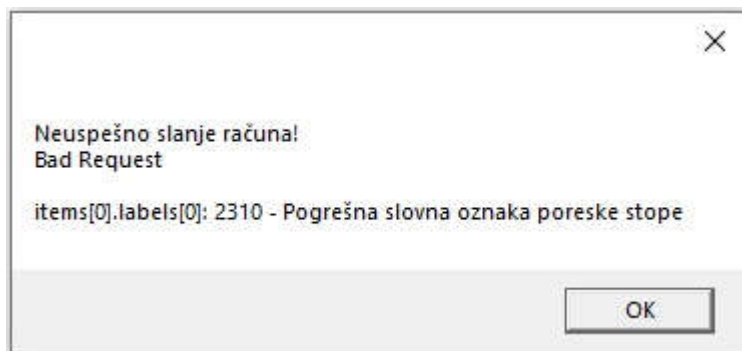 Neuspešno slanje računa!
Bad Request
items[0].labels[0]: 2310 - Pogrešna slovna oznaka poreske stope
OK